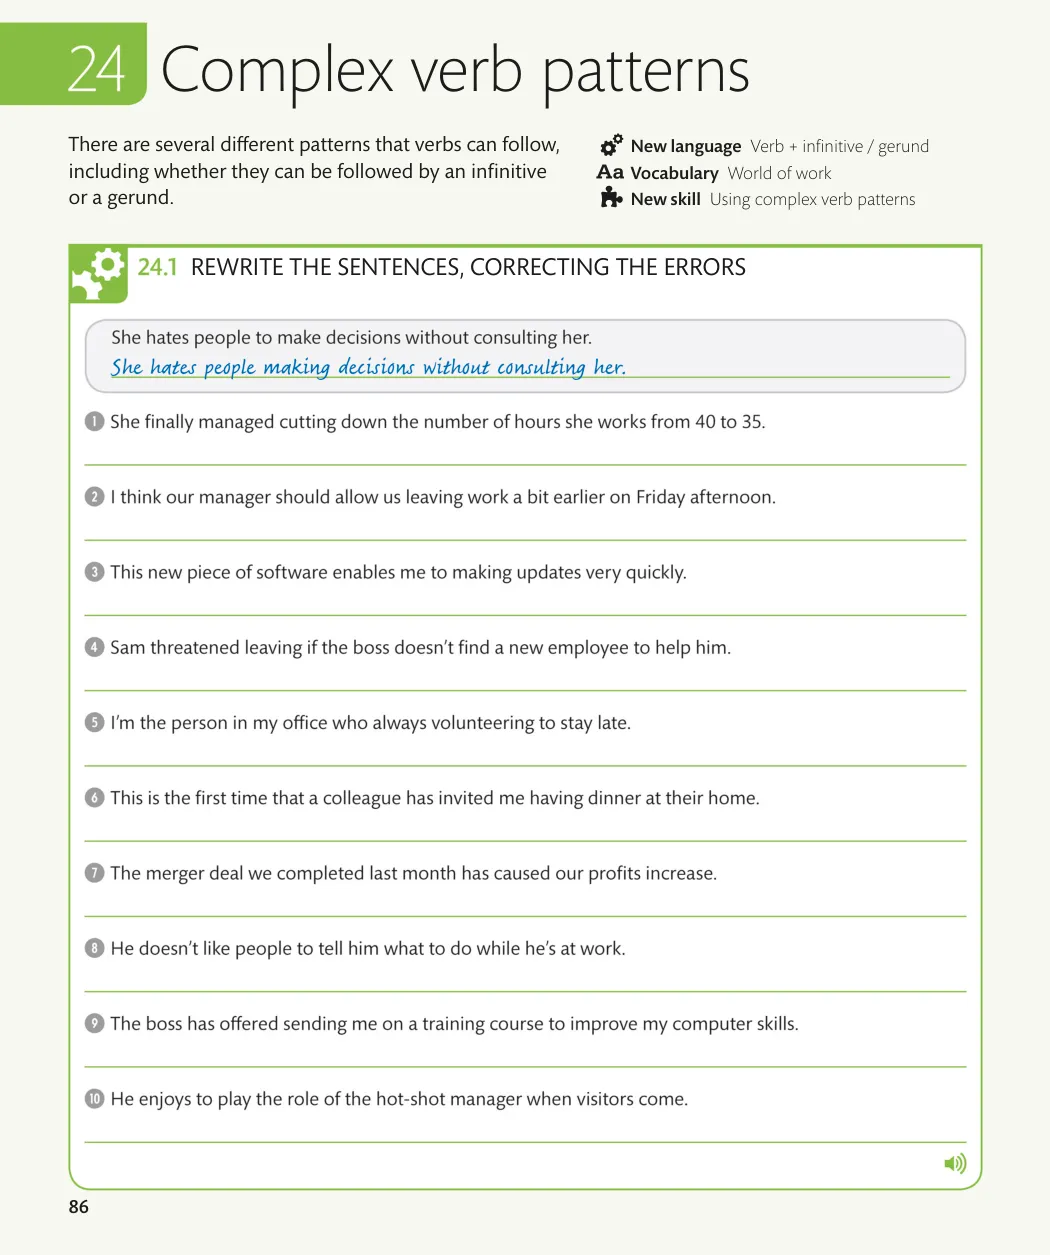 24 Complex verb patterns
There are several different patterns that verbs can follow,
including whether they can be followed by an infinitive
or a gerund.
New language Verb + infinitive / gerund
Aa Vocabulary World of work
New skill Using complex verb patterns
24.1 REWRITE THE SENTENCES, CORRECTING THE ERRORS
She hates people to make decisions without consulting her.
She hates people making decisions without consulting her.
1 She finally managed cutting down the number of hours she works from 40 to 35.
2 I think our manager should allow us leaving work a bit earlier on Friday afternoon.
3 This new piece of software enables me to making updates very quickly.
4 Sam threatened leaving if the boss doesn’t find a new employee to help him.
5 I’m the person in my office who always volunteering to stay late.
6 This is the first time that a colleague has invited me having dinner at their home.
7 The merger deal we completed last month has caused our profits increase.
8 He doesn’t like people to tell him what to do while he’s at work.
9 The boss has offered sending me on a training course to improve my computer skills.
10 He enjoys to play the role of the hot-shot manager when visitors come.
86